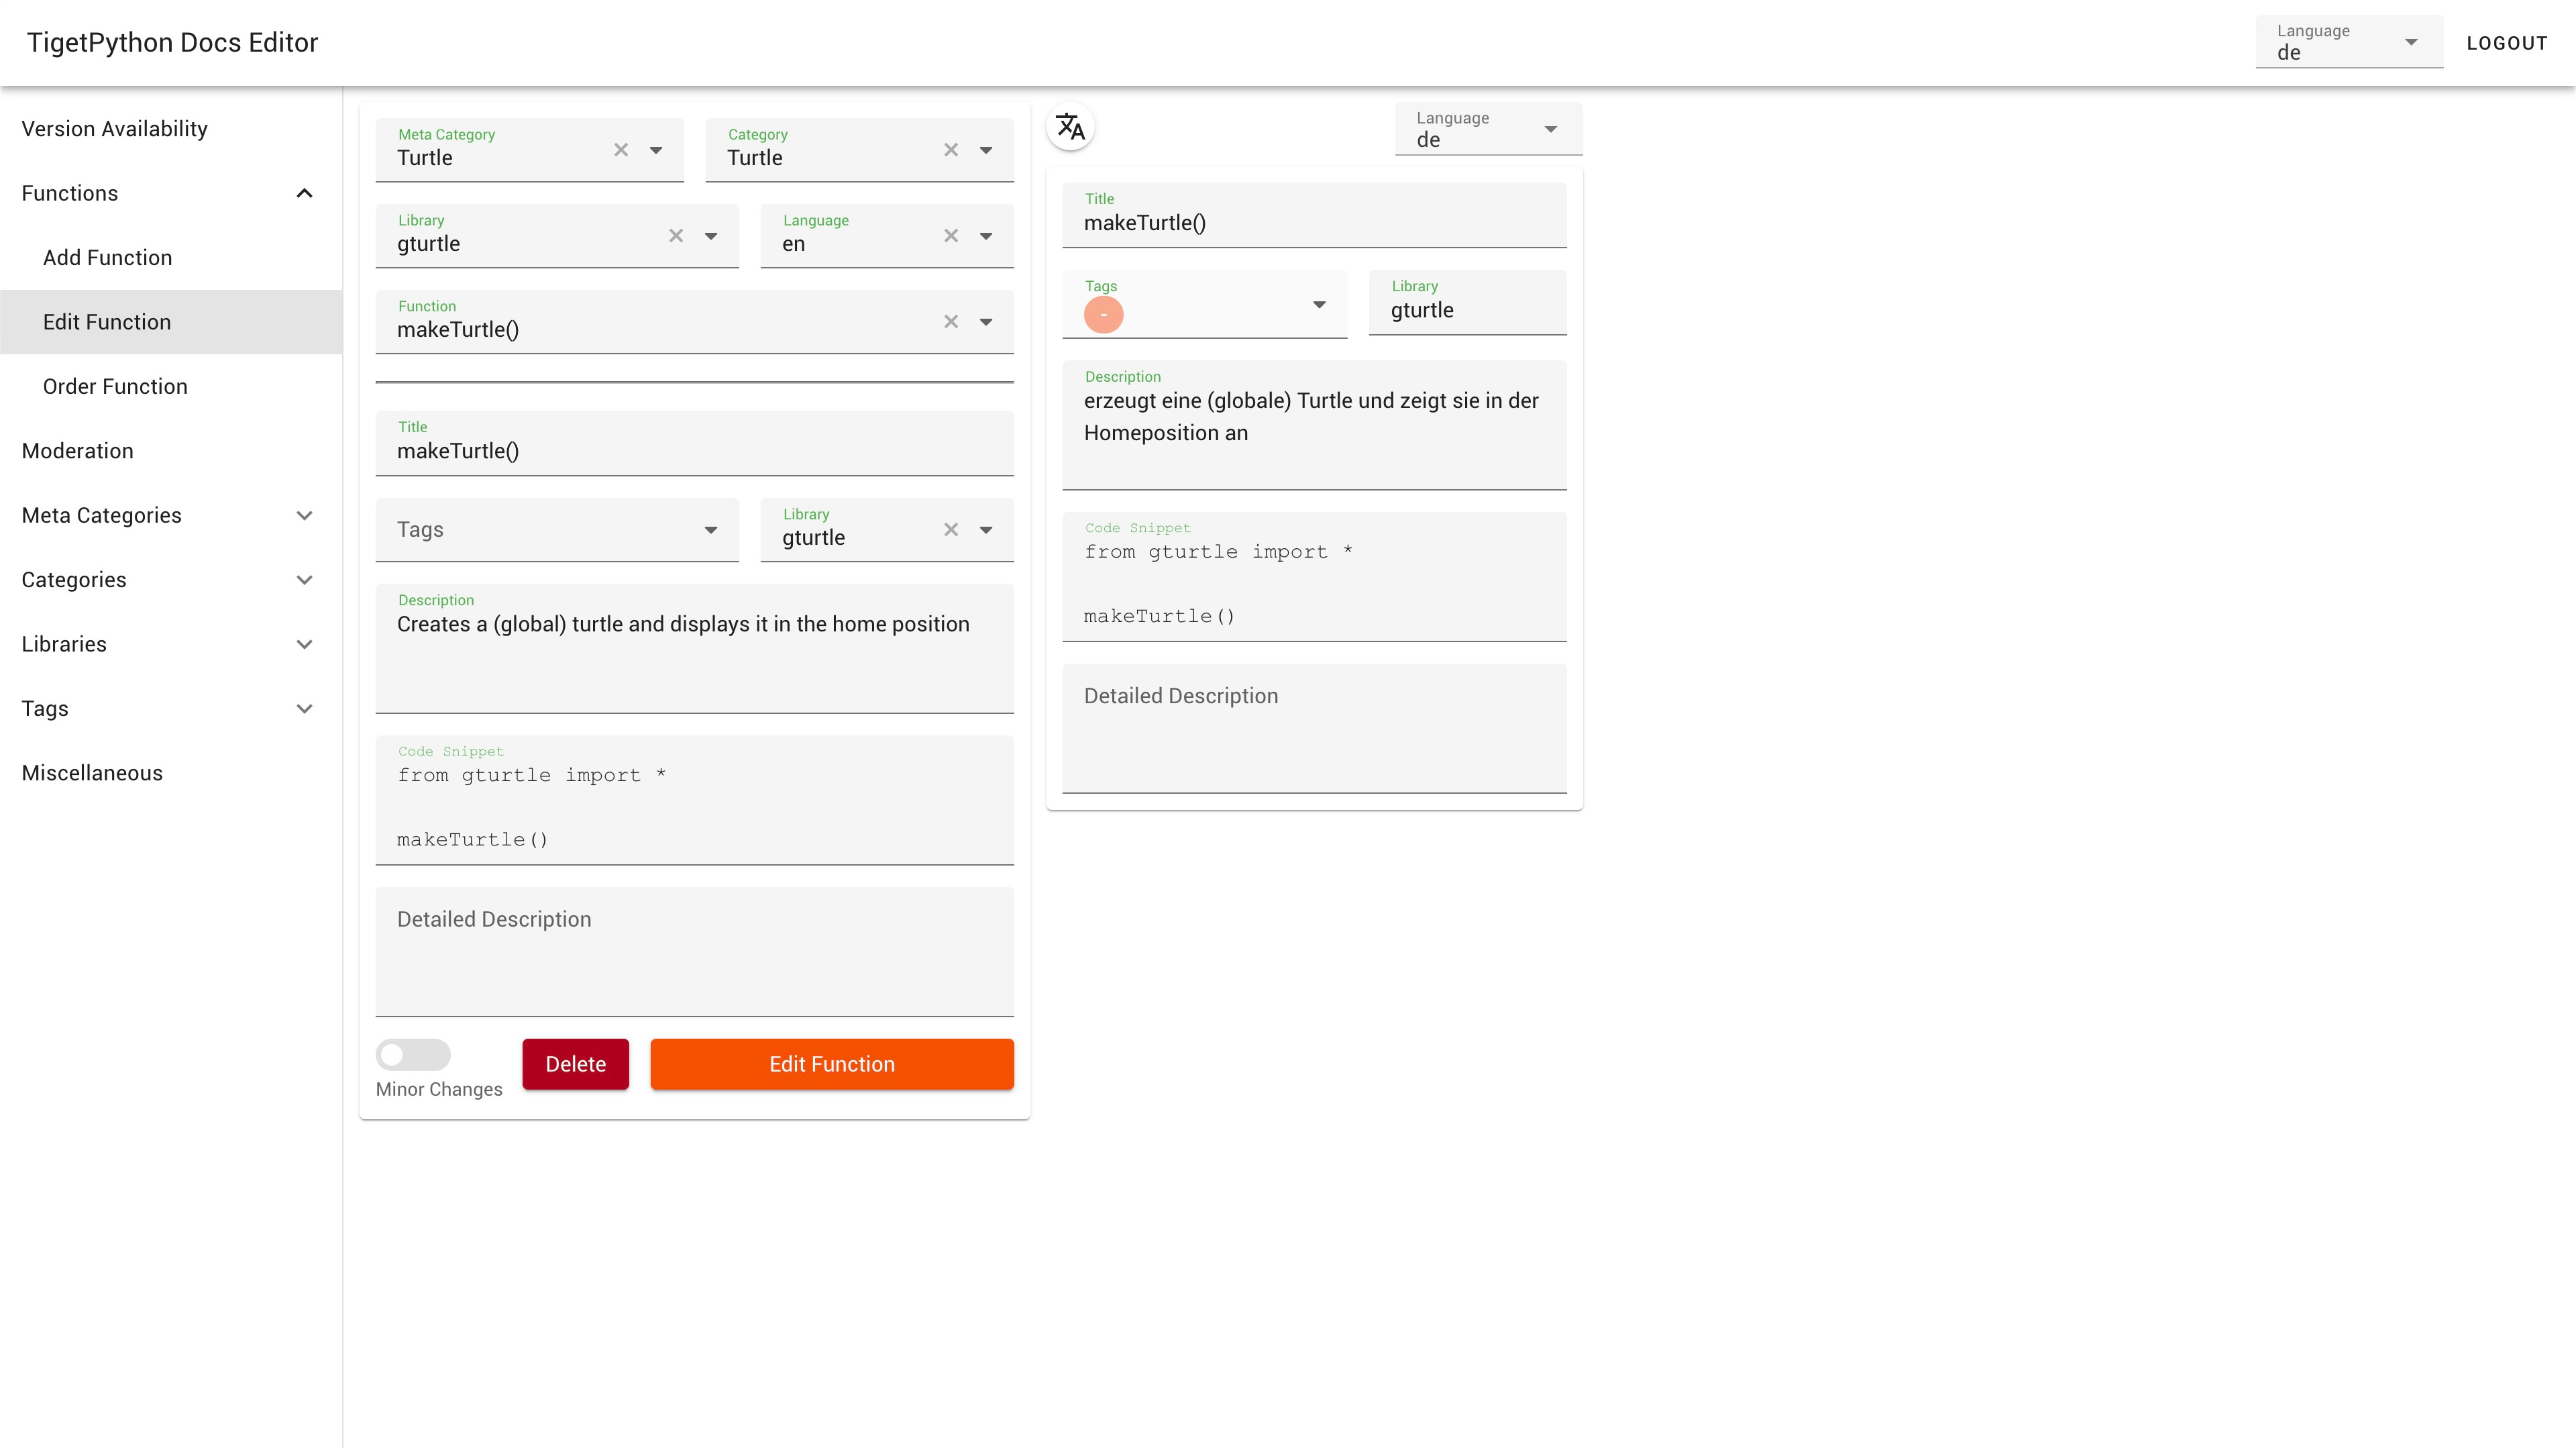 TigetPython Docs Editor
Language
de
LOGOUT
Version Availability
Functions
Add Function
Edit Function
Order Function
Moderation
Meta Categories
Categories
Libraries
Tags
Miscellaneous
Meta Category
Turtle
Category
Turtle
Library
gturtle
Language
en
Function
makeTurtle()
Title
makeTurtle()
Tags
Library
gturtle
Description
Creates a (global) turtle and displays it in the home position
Code Snippet
from gturtle import *
makeTurtle()
Detailed Description
Minor Changes
Delete
Edit Function
Language
de
Title
makeTurtle()
Tags
-
Library
gturtle
Description
erzeugt eine (globale) Turtle und zeigt sie in der
Homeposition an
Code Snippet
from gturtle import *
makeTurtle()
Detailed Description